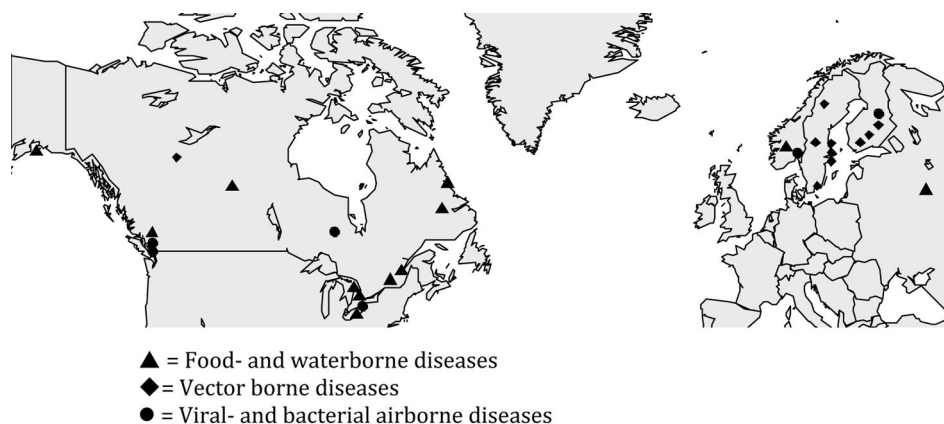 ▲ = Food- and waterborne diseases
◆ = Vector borne diseases
● = Viral- and bacterial airborne diseases